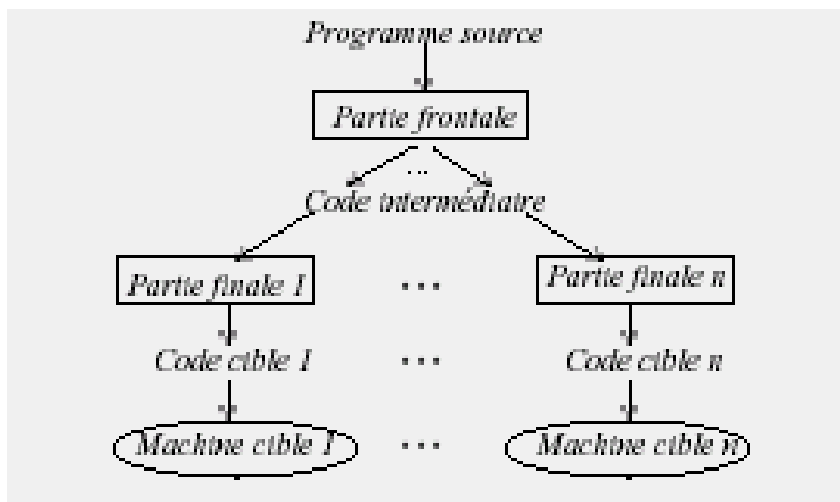 Programme source
Partie frontale
...
Code intermédiaire
Partie finale 1 ... Partie finale n
Code cible 1 ... Code cible n
Machine cible 1 ... Machine cible n